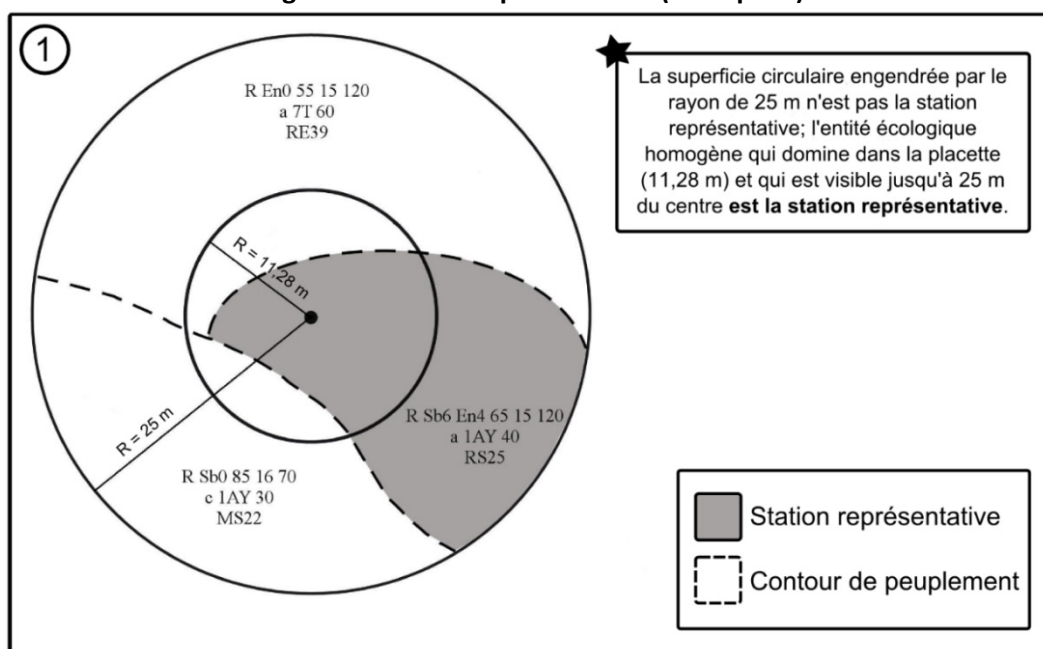 1
R En0 55 15 120
a 7T 60
RE39
La superficie circulaire engendrée par le
rayon de 25 m n'est pas la station
représentative; l'entité écologique
homogène qui domine dans la placette
(11,28 m) et qui est visible jusqu'à 25 m
du centre est la station représentative.
R = 11,28 m
R = 25 m
R Sb6 En4 65 15 120
a 1AY 40
RS25
R Sb0 85 16 70
c 1AY 30
MS22
Station représentative
Contour de peuplement